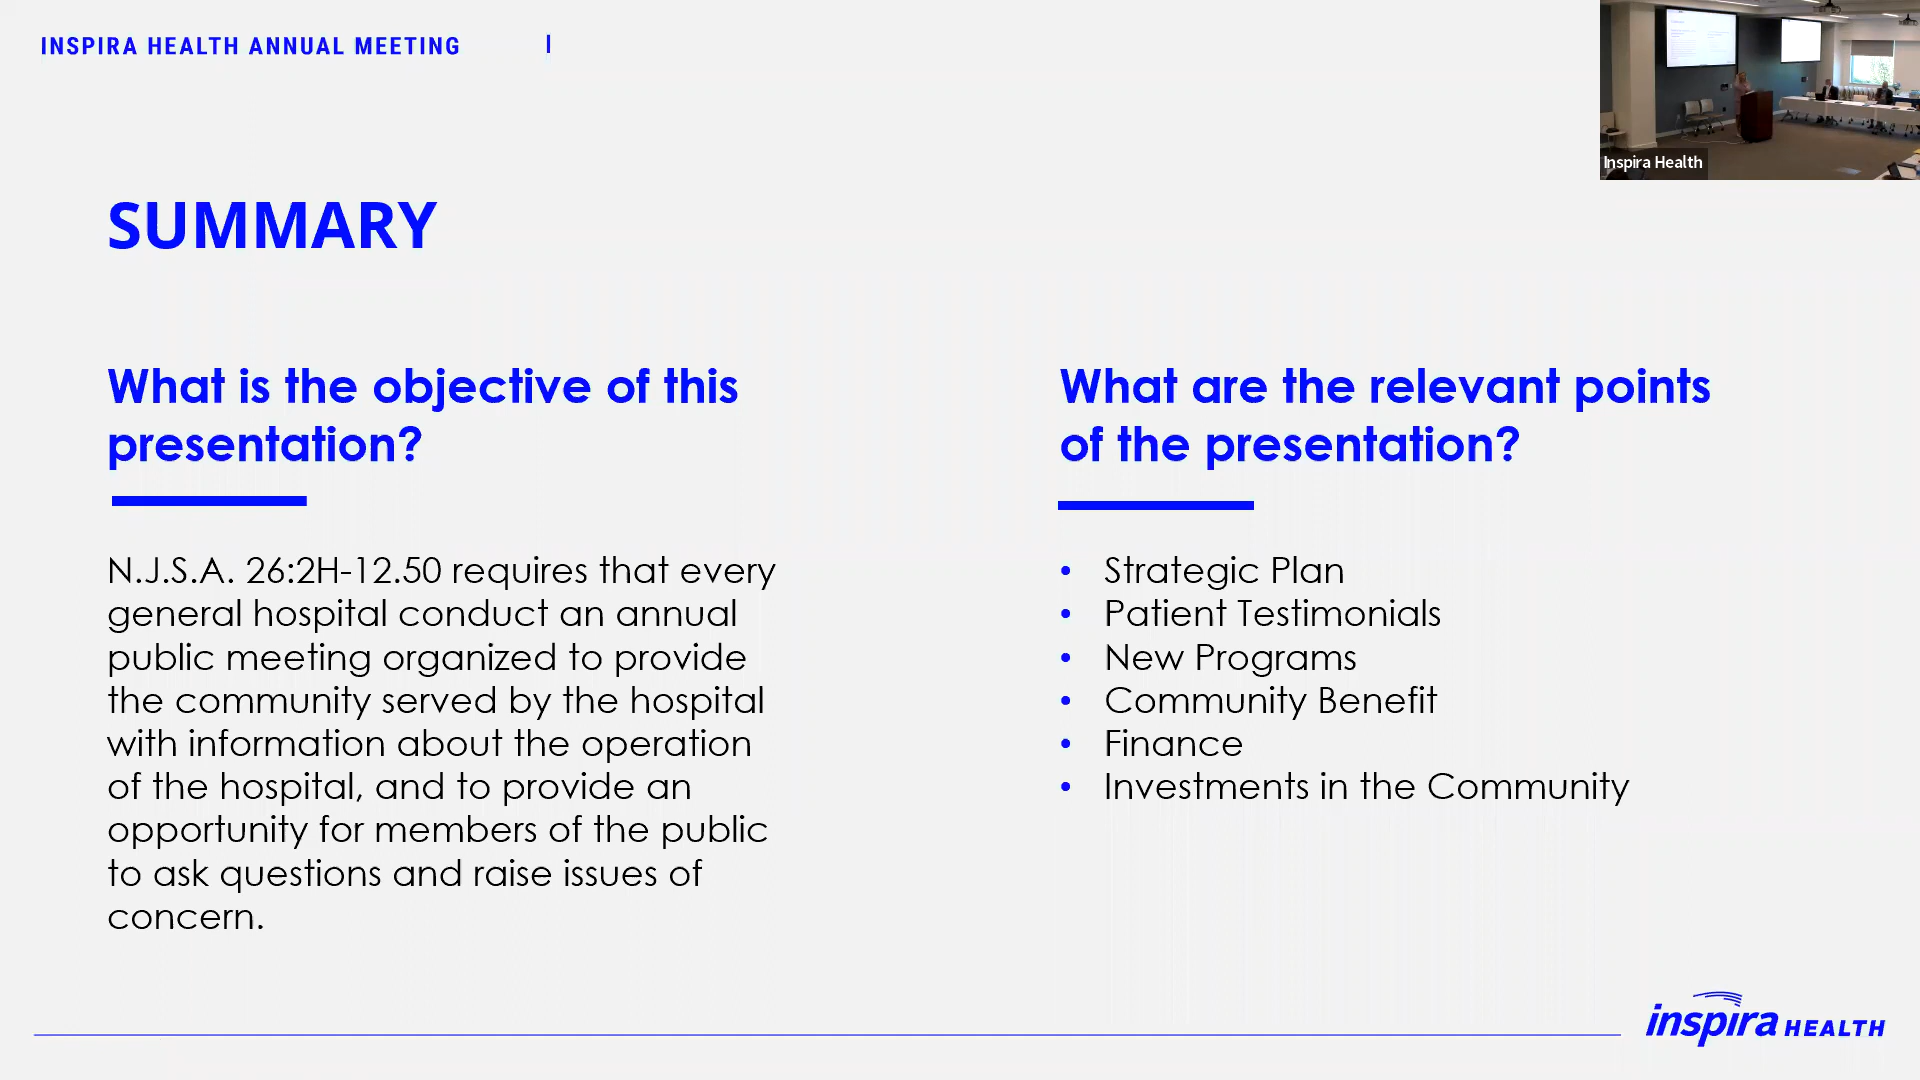 INSPIRA HEALTH ANNUAL MEETING
Inspira Health
SUMMARY
What is the objective of this
presentation?
N.J.S.A. 26:2H-12.50 requires that every
general hospital conduct an annual
public meeting organized to provide
the community served by the hospital
with information about the operation
of the hospital, and to provide an
opportunity for members of the public
to ask questions and raise issues of
concern.
What are the relevant points
of the presentation?
• Strategic Plan
• Patient Testimonials
• New Programs
• Community Benefit
• Finance
• Investments in the Community
inspira HEALTH